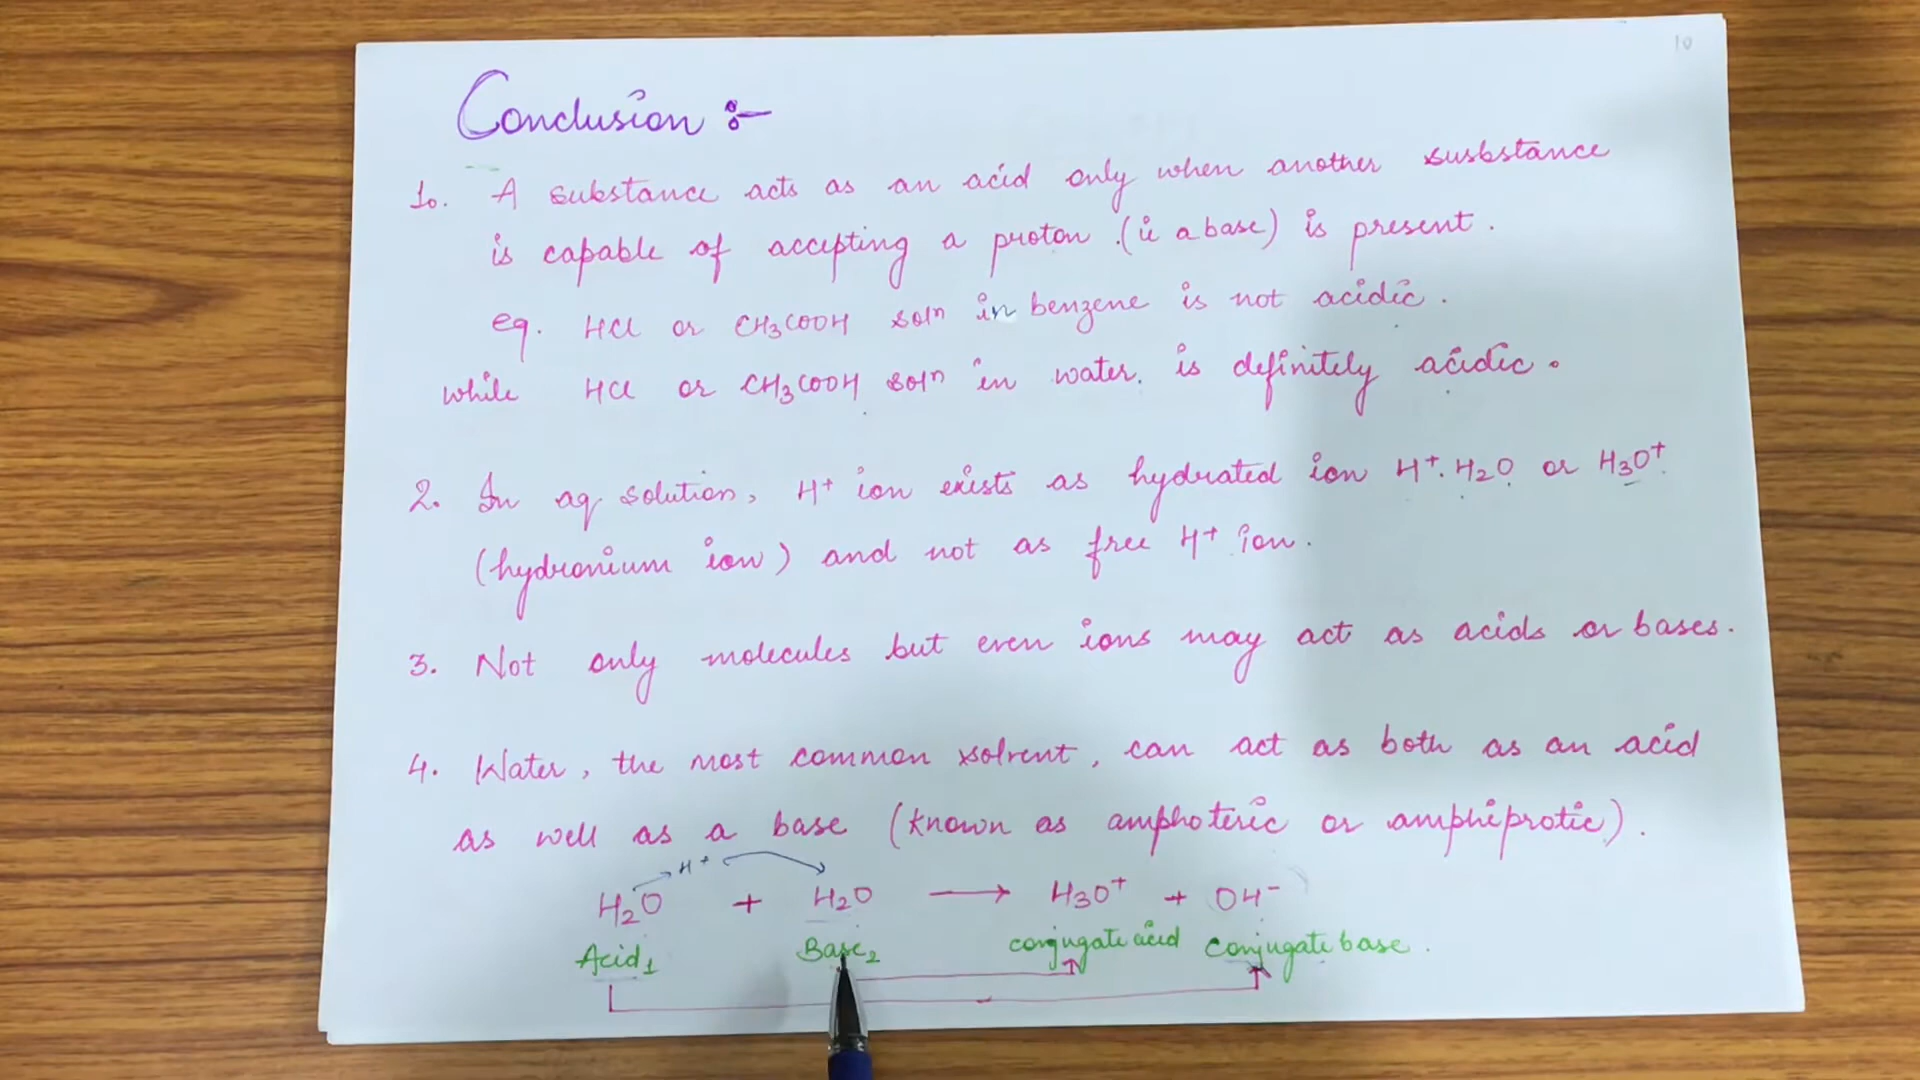 10
Conclusion :-
1. A substance acts as an acid only when another susbstance
is capable of accepting a proton (ie a base) is present.
eg. HCl or CH3COOH soln in benzene is not acidic.
while HCl or CH3COOH soln in water is definitely acidic.
2. In aq solution, H+ ion exists as hydrated ion H+. H2O or H3O+
(hydronium ion) and not as free H+ ion.
3. Not only molecules but even ions may act as acids or bases.
4. Water, the most common solvent, can act as both as an acid
as well as a base (known as amphoteric or amphiprotic).
H+
H2O + H2O → H3O+ + OH-
Acid1 Base2 conjugate acid conjugate base.